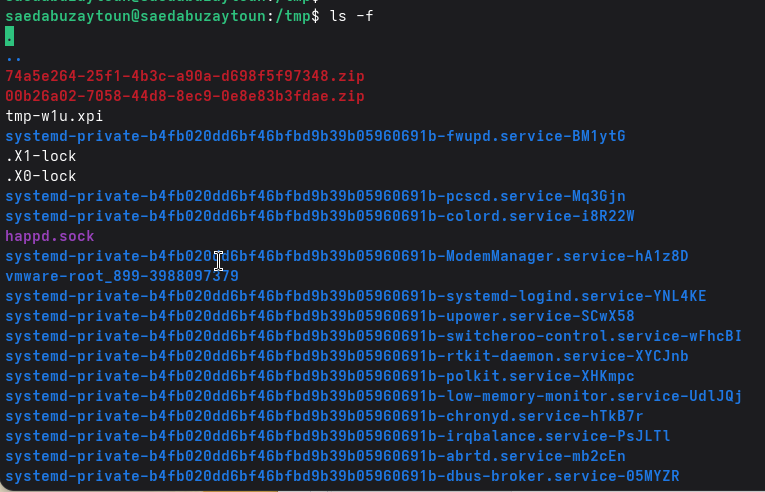 saedabuzaytoun@saedabuzaytoun:/tmp$ ls -f
.
..
74a5e264-25f1-4b3c-a90a-d698f5f97348.zip
00b26a02-7058-44d8-8ec9-0e8e83b3fdae.zip
tmp-w1u.xpi
systemd-private-b4fb020dd6bf46bfbd9b39b05960691b-fwupd.service-BM1ytG
.X1-lock
.X0-lock
systemd-private-b4fb020dd6bf46bfbd9b39b05960691b-pcscd.service-Mq3Gjn
systemd-private-b4fb020dd6bf46bfbd9b39b05960691b-colord.service-i8R22W
happd.sock
systemd-private-b4fb020dd6bf46bfbd9b39b05960691b-ModemManager.service-hA1z8D
vmware-root_899-3988097379
systemd-private-b4fb020dd6bf46bfbd9b39b05960691b-systemd-logind.service-YNL4KE
systemd-private-b4fb020dd6bf46bfbd9b39b05960691b-upower.service-SCwX58
systemd-private-b4fb020dd6bf46bfbd9b39b05960691b-switcheroo-control.service-wFhcBI
systemd-private-b4fb020dd6bf46bfbd9b39b05960691b-rtkit-daemon.service-XYCJnb
systemd-private-b4fb020dd6bf46bfbd9b39b05960691b-polkit.service-XHKmpc
systemd-private-b4fb020dd6bf46bfbd9b39b05960691b-low-memory-monitor.service-UdlJQj
systemd-private-b4fb020dd6bf46bfbd9b39b05960691b-chronyd.service-hTkB7r
systemd-private-b4fb020dd6bf46bfbd9b39b05960691b-irqbalance.service-PsJLTl
systemd-private-b4fb020dd6bf46bfbd9b39b05960691b-abrtd.service-mb2cEn
systemd-private-b4fb020dd6bf46bfbd9b39b05960691b-dbus-broker.service-05MYZR